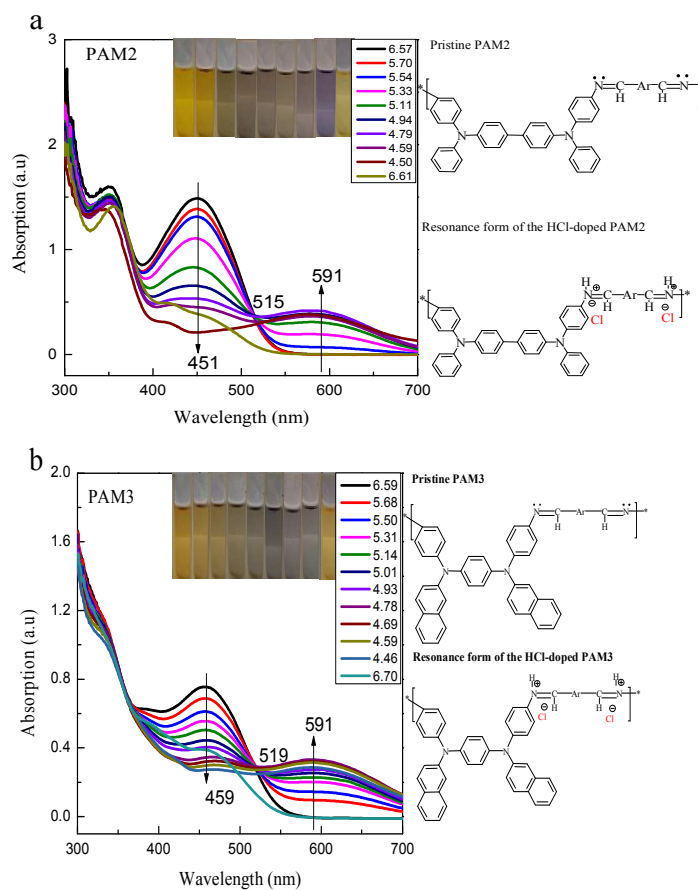 a
PAM2
6.57
5.70
5.54
5.33
5.11
4.94
4.79
4.59
4.50
6.61
3
2
1
0
Absorption (a.u)
515
591
451
300 400 500 600 700
Wavelength (nm)
Pristine PAM2
* N C Ar C N
H H
N N
Resonance form of the HCl-doped PAM2
H H
* N ⊕ C Ar C N ⊕ *
⊖ H H ⊖
Cl Cl
N N
b
PAM3
6.59
5.68
5.50
5.31
5.14
5.01
4.93
4.78
4.69
4.59
4.46
6.70
2.0
1.6
1.2
0.8
0.4
0.0
Absorption (a.u)
519
591
459
300 400 500 600 700
Wavelength (nm)
Pristine PAM3
* N C Ar C N *
H H
N N
Resonance form of the HCl-doped PAM3
H H
* N ⊕ C Ar C N ⊕ *
⊖ H H ⊖
Cl Cl
N N